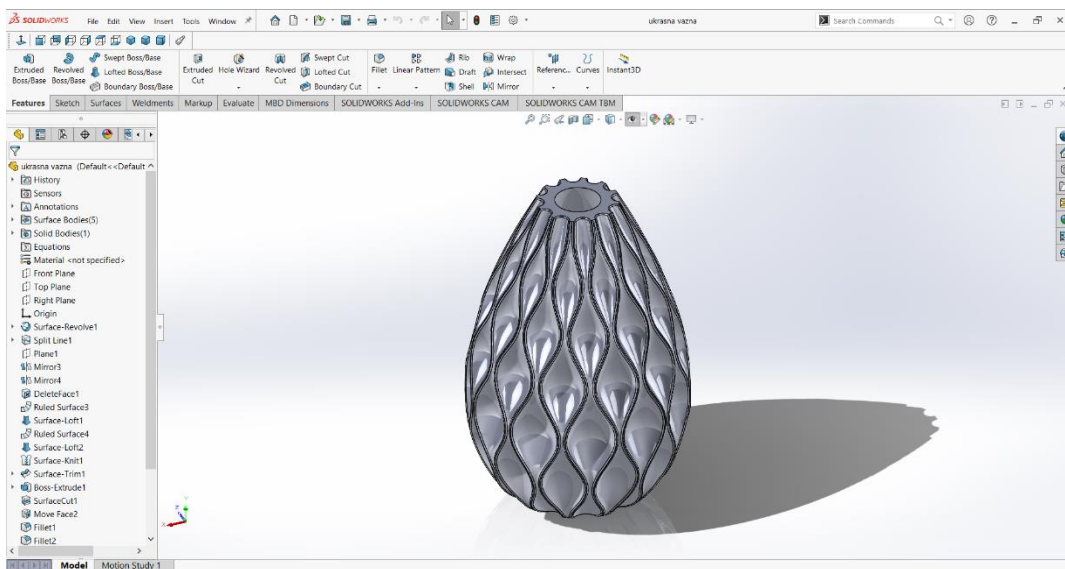 SOLIDWORKS File Edit View Insert Tools Window ukrasna vazna Search Commands
Extruded Boss/Base Revolved Boss/Base Swept Boss/Base Lofted Boss/Base Boundary Boss/Base Extruded Cut Hole Wizard Revolved Cut Swept Cut Lofted Cut Boundary Cut Fillet Linear Pattern Rib Draft Shell Wrap Intersect Mirror Referenc... Curves Instant3D
Features Sketch Surfaces Weldments Markup Evaluate MBD Dimensions SOLIDWORKS Add-Ins SOLIDWORKS CAM SOLIDWORKS CAM TBM
ukrasna vazna (Default<<Default
History
Sensors
Annotations
Surface Bodies(5)
Solid Bodies(1)
Equations
Material <not specified>
Front Plane
Top Plane
Right Plane
Origin
Surface-Revolve1
Split Line1
Plane1
Mirror3
Mirror4
DeleteFace1
Ruled Surface3
Surface-Loft1
Ruled Surface4
Surface-Loft2
Surface-Knit1
Surface-Trim1
Boss-Extrude1
SurfaceCut1
Move Face2
Fillet1
Fillet2
Model Motion Study 1